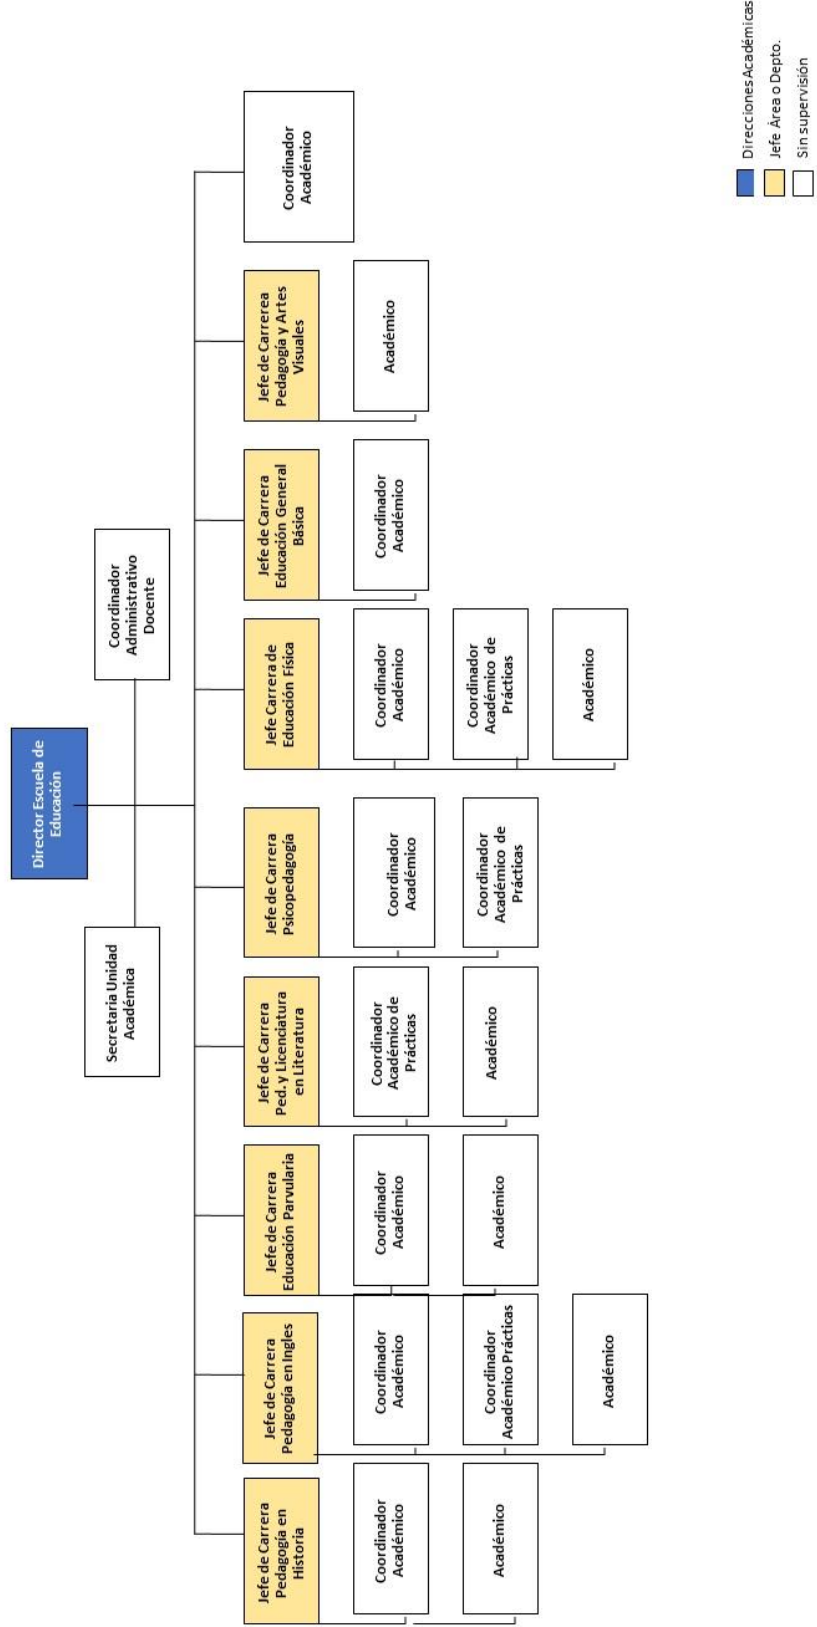 Director Escuela de
Educación
Secretaria Unidad
Académica
Coordinador
Administrativo
Docente
Jefe de Carrera
Pedagogía en
Historia
Coordinador
Académico
Académico
Jefe de Carrera
Pedagogía en Ingles
Coordinador
Académico
Coordinador
Académico Prácticas
Académico
Jefe de Carrera
Educación Parvularia
Coordinador
Académico
Académico
Jefe de Carrera
Ped. y Licenciatura
en Literatura
Coordinador
Académico de
Prácticas
Académico
Jefe de Carrera
Psicopedagogía
Coordinador
Académico
Coordinador
Académico de
Prácticas
Jefe Carrera de
Educación Física
Coordinador
Académico
Coordinador
Académico de
Prácticas
Académico
Jefe de Carrera
Educación General
Básica
Coordinador
Académico
Jefe de Carrerea
Pedagogía y Artes
Visuales
Académico
Coordinador
Académico
Direcciones Académicas
Jefe Área o Depto.
Sin supervisión